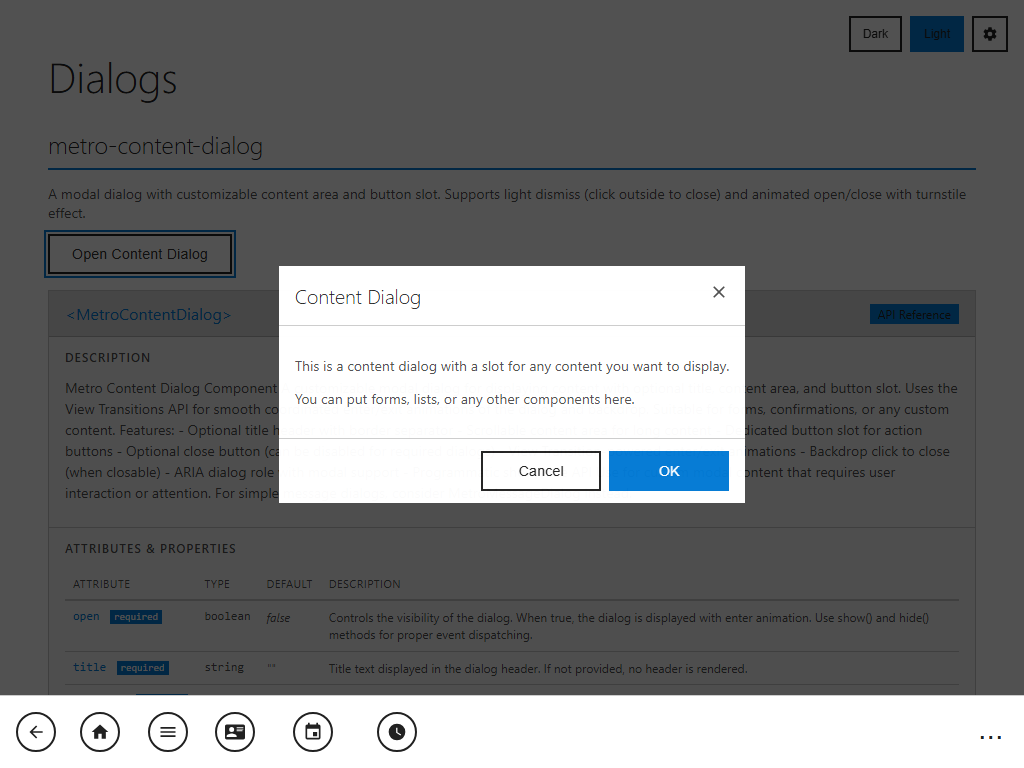 Dark
Light
Dialogs
metro-content-dialog
A modal dialog with customizable content area and button slot. Supports light dismiss (click outside to close) and animated open/close with turnstile
effect.
Open Content Dialog
<MetroContentDialog>
API Reference
Content Dialog
This is a content dialog with a slot for any content you want to display.
You can put forms, lists, or any other components here.
Cancel
OK
DESCRIPTION
Metro Content Dialog Component area, and button slot. Uses the
View Transitions API for smooth confirmations, or any custom
content. Features: - Optional title button slot for action
buttons - Optional close button - Backdrop click to close
(when closable) - ARIA dialog role that requires user
interaction or attention. For simple
ATTRIBUTES & PROPERTIES
ATTRIBUTE TYPE DEFAULT DESCRIPTION
open required boolean false Controls the visibility of the dialog. When true, the dialog is displayed with enter animation. Use show() and hide()
methods for proper event dispatching.
title required string "" Title text displayed in the dialog header. If not provided, no header is rendered.